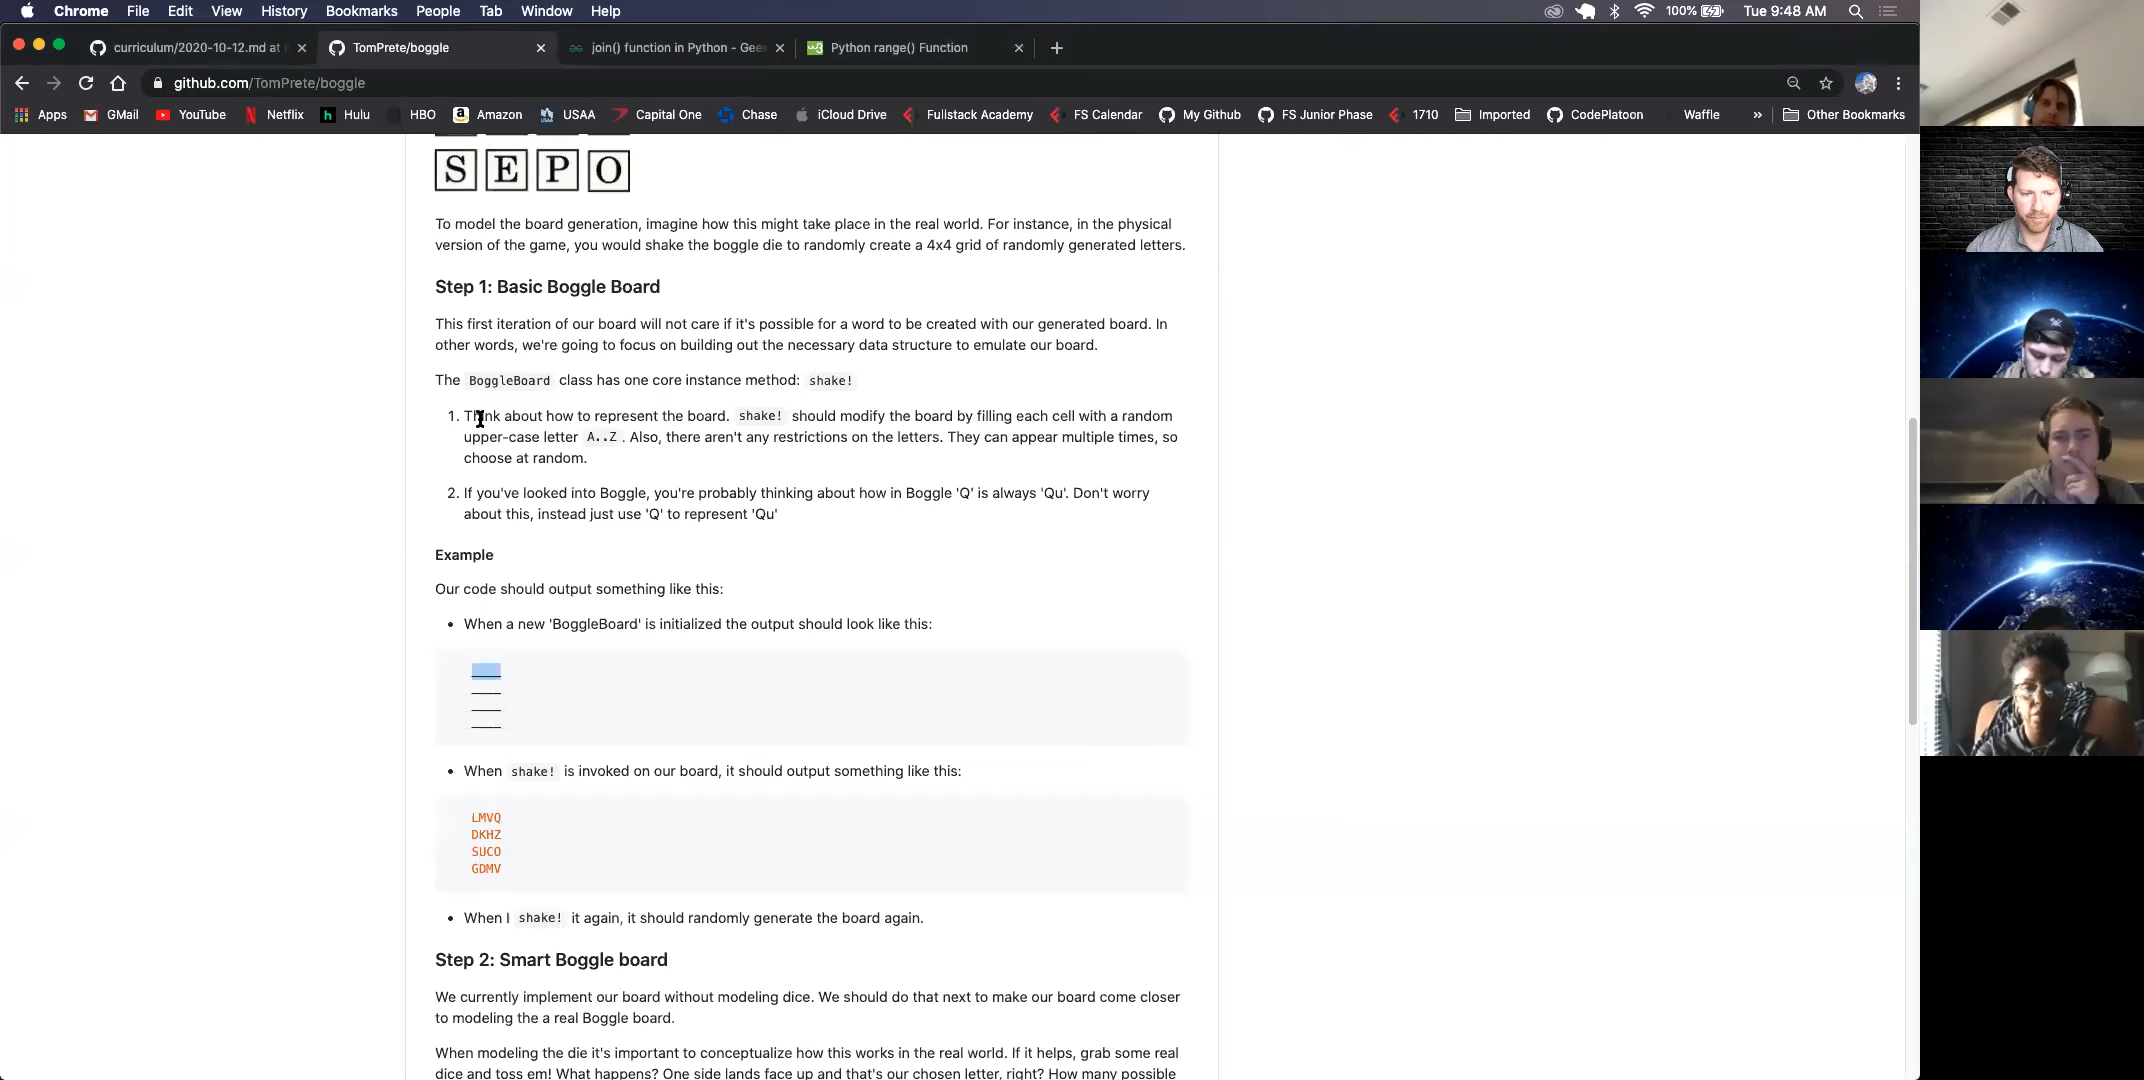 Chrome File Edit View History Bookmarks People Tab Window Help 100% Tue 9:48 AM
curriculum/2020-10-12.md at TomPrete/boggle join() function in Python - Gee Python range() Function
github.com/TomPrete/boggle
Apps GMail YouTube Netflix Hulu HBO Amazon USAA Capital One Chase iCloud Drive Fullstack Academy FS Calendar My Github FS Junior Phase 1710 Imported CodePlatoon Waffle » Other Bookmarks
S E P O
To model the board generation, imagine how this might take place in the real world. For instance, in the physical
version of the game, you would shake the boggle die to randomly create a 4x4 grid of randomly generated letters.
Step 1: Basic Boggle Board
This first iteration of our board will not care if it's possible for a word to be created with our generated board. In
other words, we're going to focus on building out the necessary data structure to emulate our board.
The BoggleBoard class has one core instance method: shake!
1. Think about how to represent the board. shake! should modify the board by filling each cell with a random
upper-case letter A..Z. Also, there aren't any restrictions on the letters. They can appear multiple times, so
choose at random.
2. If you've looked into Boggle, you're probably thinking about how in Boggle 'Q' is always 'Qu'. Don't worry
about this, instead just use 'Q' to represent 'Qu'
Example
Our code should output something like this:
• When a new 'BoggleBoard' is initialized the output should look like this:
____
____
____
____
• When shake! is invoked on our board, it should output something like this:
LMVQ
DKHZ
SUCO
GDMV
• When I shake! it again, it should randomly generate the board again.
Step 2: Smart Boggle board
We currently implement our board without modeling dice. We should do that next to make our board come closer
to modeling the a real Boggle board.
When modeling the die it's important to conceptualize how this works in the real world. If it helps, grab some real
dice and toss em! What happens? One side lands face up and that's our chosen letter, right? How many possible